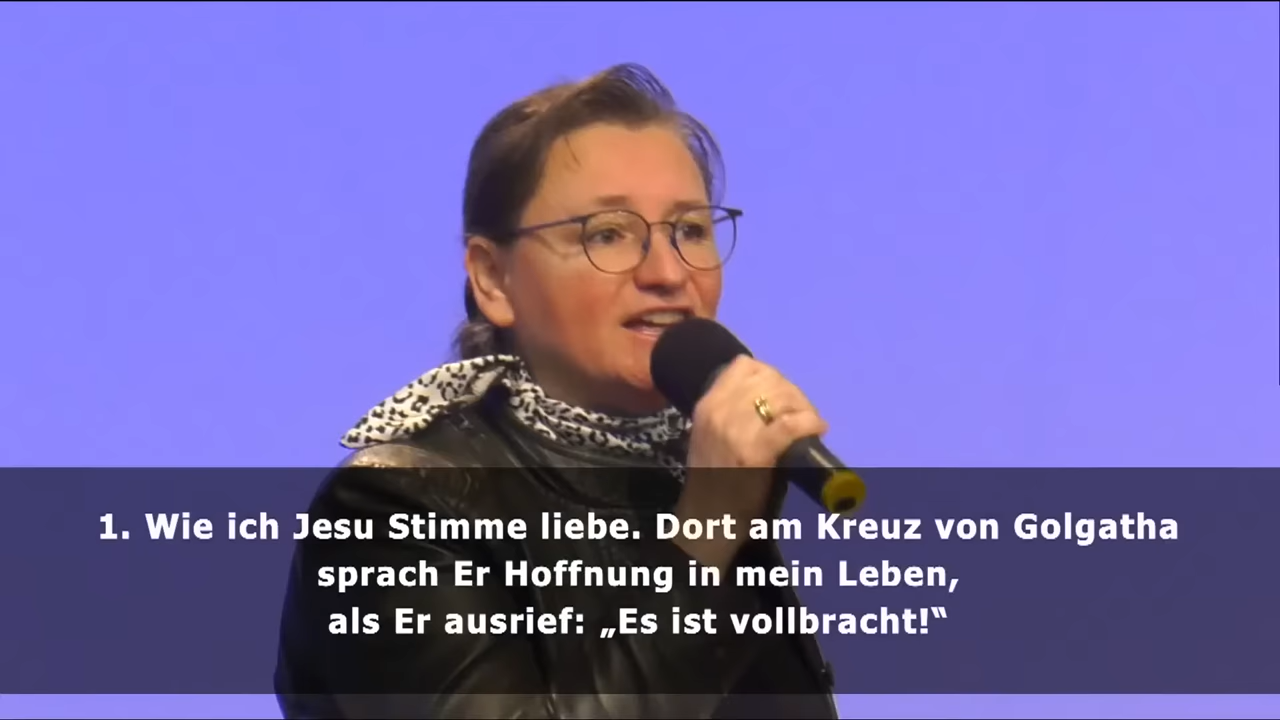 1. Wie ich Jesu Stimme liebe. Dort am Kreuz von Golgatha
sprach Er Hoffnung in mein Leben,
als Er ausrief: „Es ist vollbracht!“